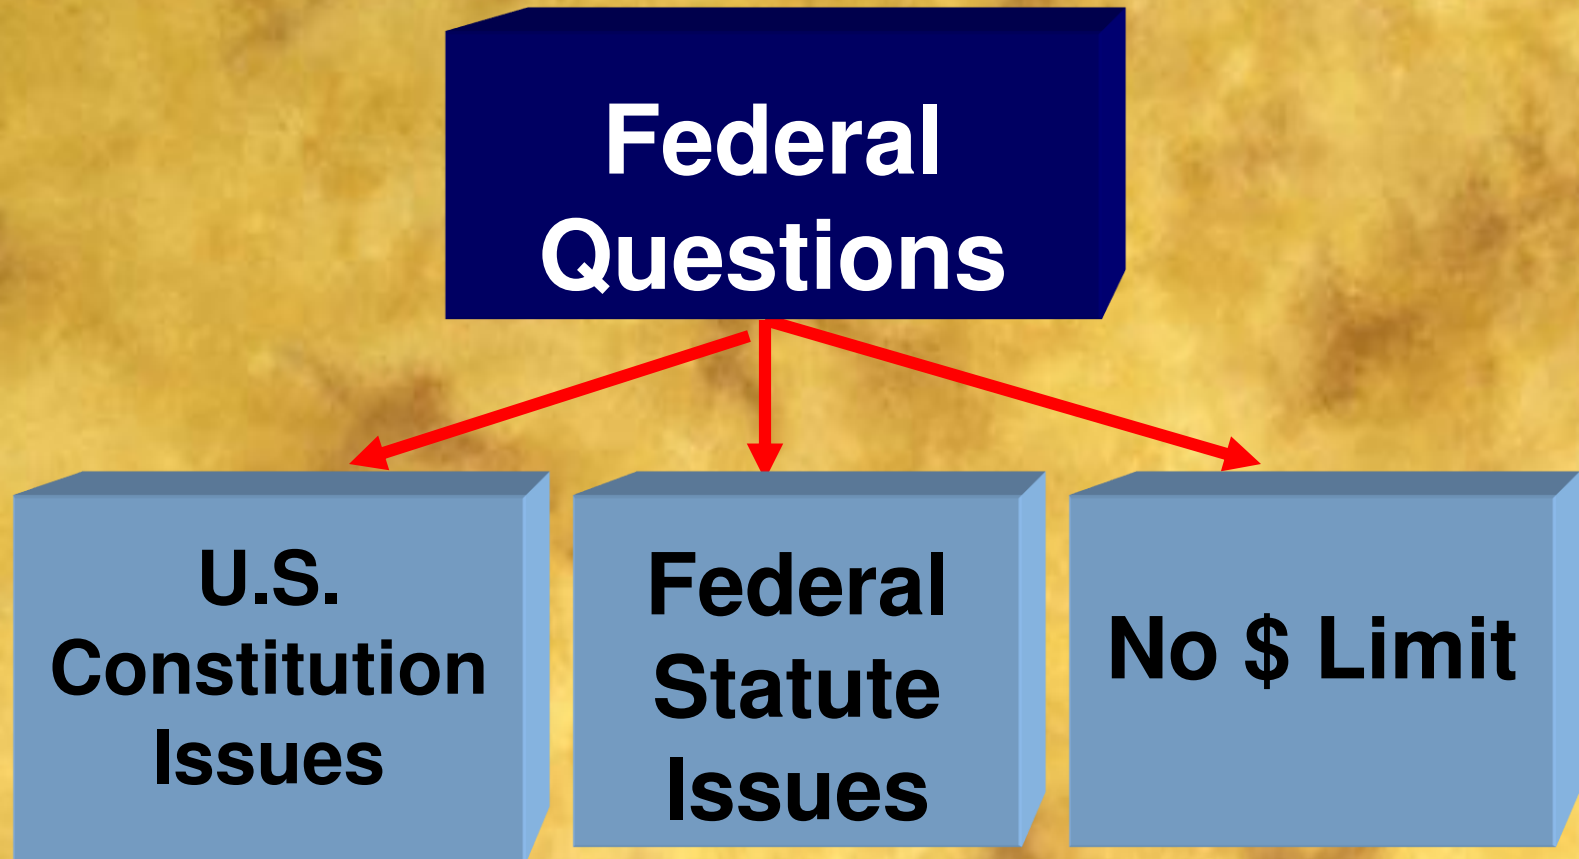 Federal
Questions
U.S.
Constitution
Issues
Federal
Statute
Issues
No $ Limit